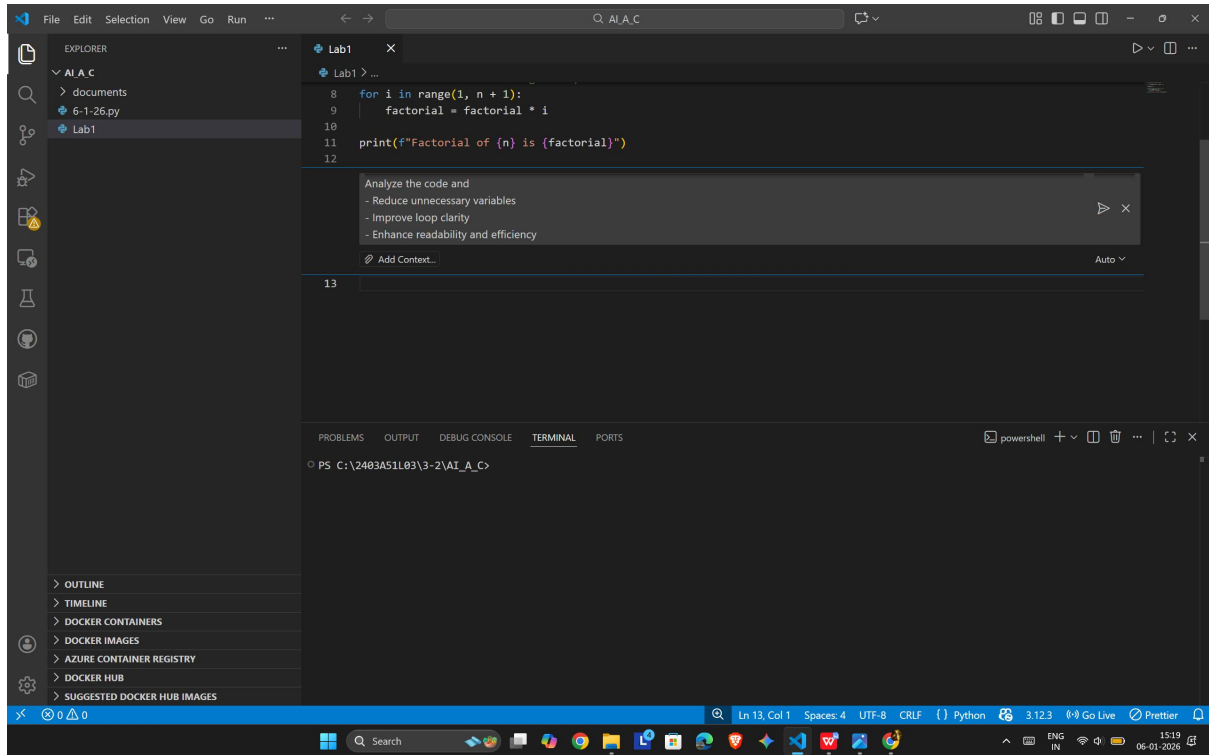 File Edit Selection View Go Run ···
AI_A_C
EXPLORER ···
AI_A_C
documents
6-1-26.py
Lab1
Lab1
Lab1 > ...
8 for i in range(1, n + 1):
9 factorial = factorial * i
10
11 print(f"Factorial of {n} is {factorial}")
12
Analyze the code and
- Reduce unnecessary variables
- Improve loop clarity
- Enhance readability and efficiency
Add Context...
Auto
13
PROBLEMS OUTPUT DEBUG CONSOLE TERMINAL PORTS
powershell
PS C:\2403A51L03\3-2\AI_A_C>
OUTLINE
TIMELINE
DOCKER CONTAINERS
DOCKER IMAGES
AZURE CONTAINER REGISTRY
DOCKER HUB
SUGGESTED DOCKER HUB IMAGES
0 0
Ln 13, Col 1 Spaces: 4 UTF-8 CRLF { } Python 3.12.3 Go Live Prettier
Search
ENG
IN
15:19
06-01-2026